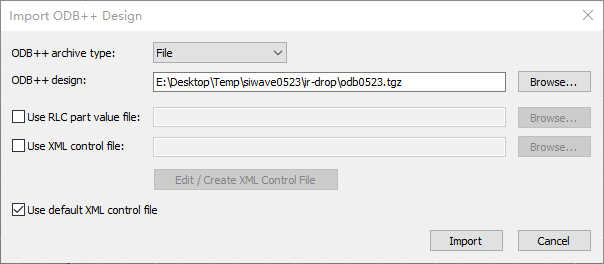 Import ODB++ Design
ODB++ archive type: File
ODB++ design: E:\Desktop\Temp\siwave0523\ir-drop\odb0523.tgz Browse...
Use RLC part value file: Browse...
Use XML control file: Browse...
Edit / Create XML Control File
Use default XML control file
Import Cancel